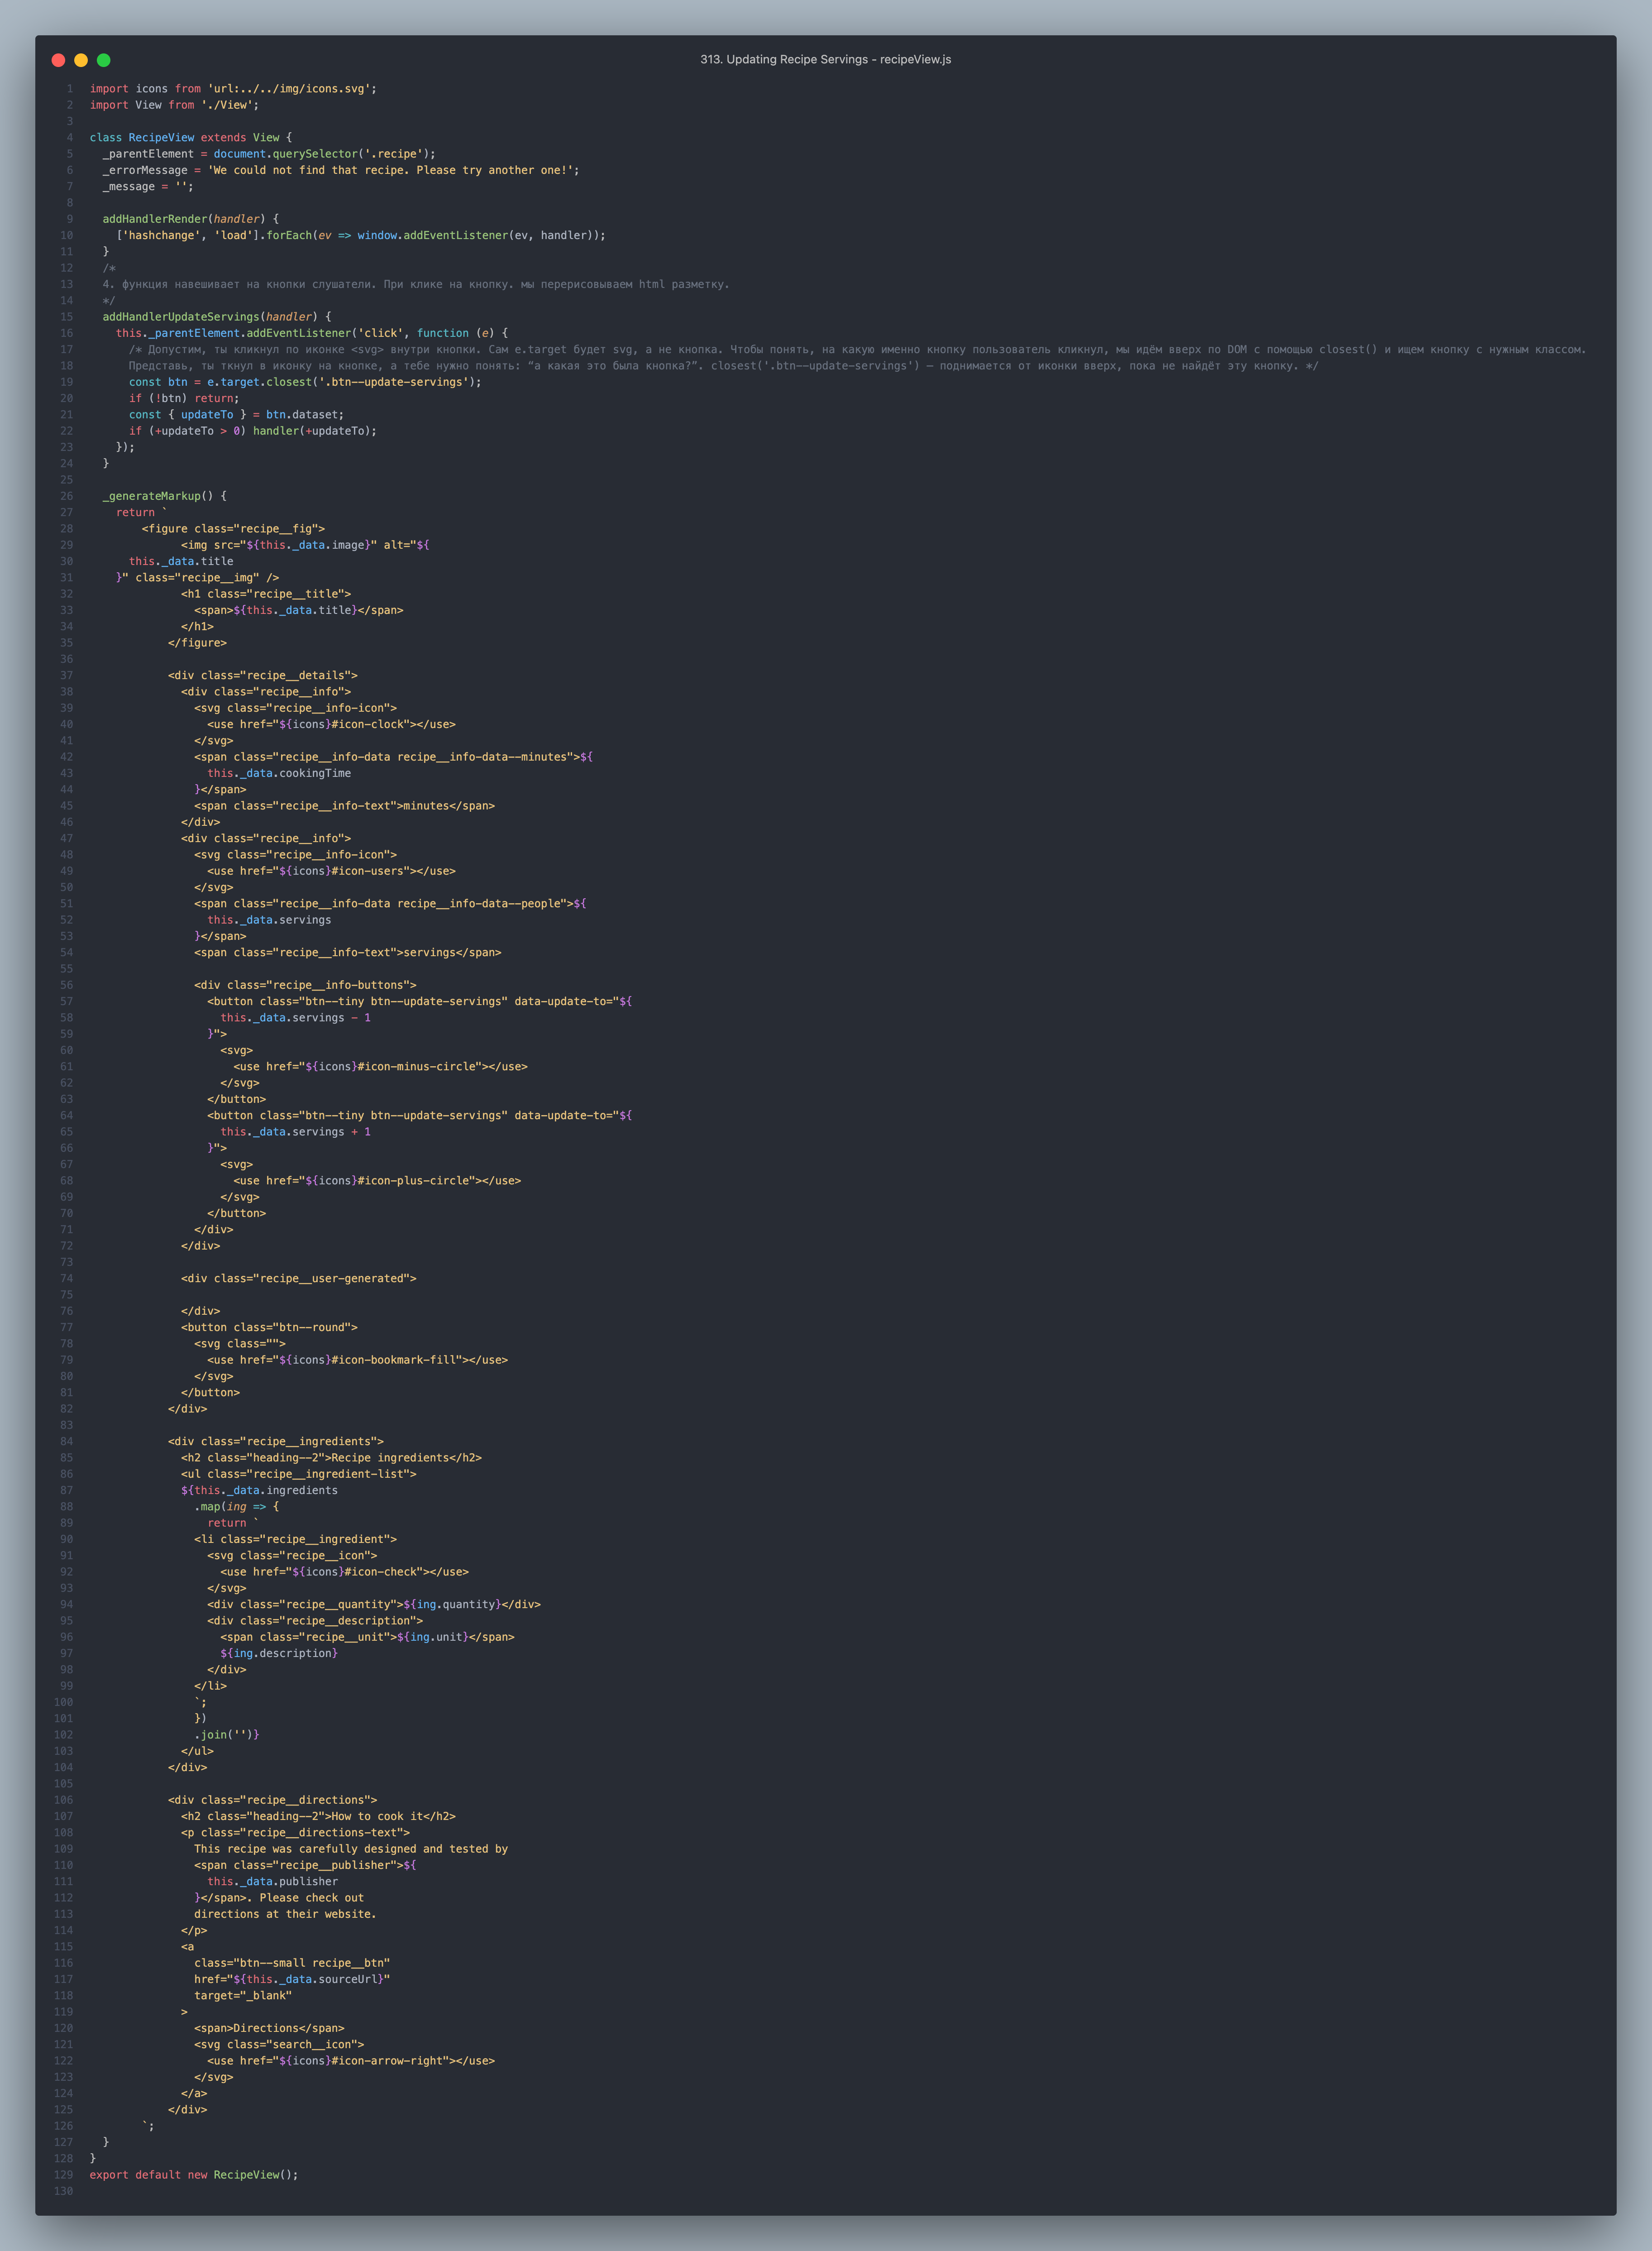 313. Updating Recipe Servings - recipeView.js
1 import icons from 'url:../../img/icons.svg';
2 import View from './View';
3
4 class RecipeView extends View {
5   _parentElement = document.querySelector('.recipe');
6   _errorMessage = 'We could not find that recipe. Please try another one!';
7   _message = '';
8
9   addHandlerRender(handler) {
10     ['hashchange', 'load'].forEach(ev => window.addEventListener(ev, handler));
11   }
12   /*
13   4. функция навешивает на кнопки слушатели. При клике на кнопку. мы перерисовываем html разметку.
14   */
15   addHandlerUpdateServings(handler) {
16     this._parentElement.addEventListener('click', function (e) {
17       /* Допустим, ты кликнул по иконке <svg> внутри кнопки. Сам e.target будет svg, а не кнопка. Чтобы понять, на какую именно кнопку пользователь кликнул, мы идём вверх по DOM с помощью closest() и ищем кнопку с нужным классом.
18       Представь, ты ткнул в иконку на кнопке, а тебе нужно понять: “а какая это была кнопка?”. closest('.btn--update-servings') — поднимается от иконки вверх, пока не найдёт эту кнопку. */
19       const btn = e.target.closest('.btn--update-servings');
20       if (!btn) return;
21       const { updateTo } = btn.dataset;
22       if (+updateTo > 0) handler(+updateTo);
23     });
24   }
25
26   _generateMarkup() {
27     return `
28         <figure class="recipe__fig">
29               <img src="${this._data.image}" alt="${
30       this._data.title
31     }" class="recipe__img" />
32               <h1 class="recipe__title">
33                 <span>${this._data.title}</span>
34               </h1>
35             </figure>
36
37             <div class="recipe__details">
38               <div class="recipe__info">
39                 <svg class="recipe__info-icon">
40                   <use href="${icons}#icon-clock"></use>
41                 </svg>
42                 <span class="recipe__info-data recipe__info-data--minutes">${
43                   this._data.cookingTime
44                 }</span>
45                 <span class="recipe__info-text">minutes</span>
46               </div>
47               <div class="recipe__info">
48                 <svg class="recipe__info-icon">
49                   <use href="${icons}#icon-users"></use>
50                 </svg>
51                 <span class="recipe__info-data recipe__info-data--people">${
52                   this._data.servings
53                 }</span>
54                 <span class="recipe__info-text">servings</span>
55
56                 <div class="recipe__info-buttons">
57                   <button class="btn--tiny btn--update-servings" data-update-to="${
58                     this._data.servings - 1
59                   }">
60                     <svg>
61                       <use href="${icons}#icon-minus-circle"></use>
62                     </svg>
63                   </button>
64                   <button class="btn--tiny btn--update-servings" data-update-to="${
65                     this._data.servings + 1
66                   }">
67                     <svg>
68                       <use href="${icons}#icon-plus-circle"></use>
69                     </svg>
70                   </button>
71                 </div>
72               </div>
73
74               <div class="recipe__user-generated">
75
76               </div>
77               <button class="btn--round">
78                 <svg class="">
79                   <use href="${icons}#icon-bookmark-fill"></use>
80                 </svg>
81               </button>
82             </div>
83
84             <div class="recipe__ingredients">
85               <h2 class="heading--2">Recipe ingredients</h2>
86               <ul class="recipe__ingredient-list">
87               ${this._data.ingredients
88                 .map(ing => {
89                   return `
90                 <li class="recipe__ingredient">
91                   <svg class="recipe__icon">
92                     <use href="${icons}#icon-check"></use>
93                   </svg>
94                   <div class="recipe__quantity">${ing.quantity}</div>
95                   <div class="recipe__description">
96                     <span class="recipe__unit">${ing.unit}</span>
97                     ${ing.description}
98                   </div>
99                 </li>
100                 `;
101                 })
102                 .join('')}
103               </ul>
104             </div>
105
106             <div class="recipe__directions">
107               <h2 class="heading--2">How to cook it</h2>
108               <p class="recipe__directions-text">
109                 This recipe was carefully designed and tested by
110                 <span class="recipe__publisher">${
111                   this._data.publisher
112                 }</span>. Please check out
113                 directions at their website.
114               </p>
115               <a
116                 class="btn--small recipe__btn"
117                 href="${this._data.sourceUrl}"
118                 target="_blank"
119               >
120                 <span>Directions</span>
121                 <svg class="search__icon">
122                   <use href="${icons}#icon-arrow-right"></use>
123                 </svg>
124               </a>
125             </div>
126         `;
127   }
128 }
129 export default new RecipeView();
130